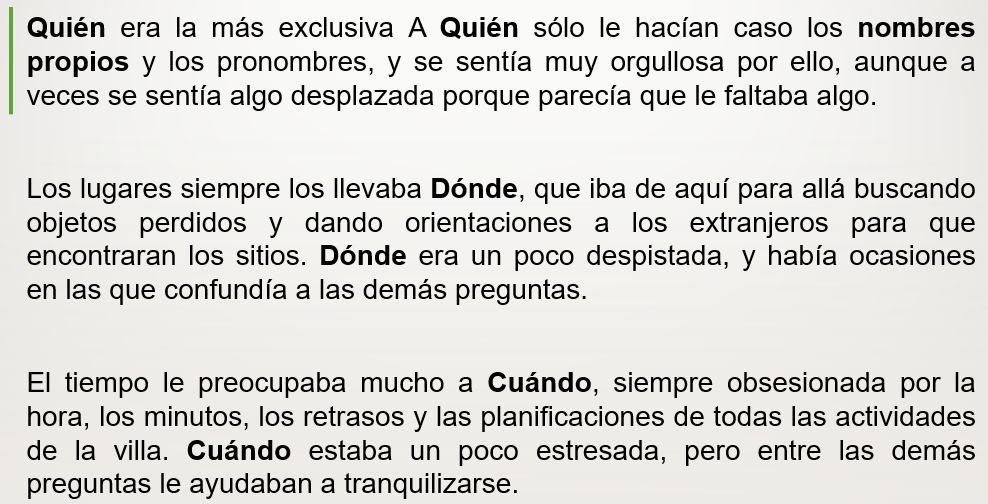 Quién era la más exclusiva A Quién sólo le hacían caso los nombres
propios y los pronombres, y se sentía muy orgullosa por ello, aunque a
veces se sentía algo desplazada porque parecía que le faltaba algo.
Los lugares siempre los llevaba Dónde, que iba de aquí para allá buscando
objetos perdidos y dando orientaciones a los extranjeros para que
encontraran los sitios. Dónde era un poco despistada, y había ocasiones
en las que confundía a las demás preguntas.
El tiempo le preocupaba mucho a Cuándo, siempre obsesionada por la
hora, los minutos, los retrasos y las planificaciones de todas las actividades
de la villa. Cuándo estaba un poco estresada, pero entre las demás
preguntas le ayudaban a tranquilizarse.